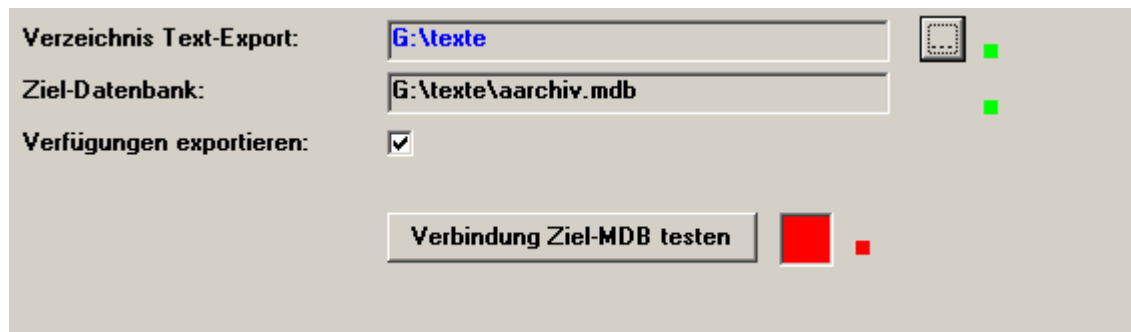 Verzeichnis Text-Export: G:\texte ...
Ziel-Datenbank: G:\texte\aarchiv.mdb
Verfügungen exportieren:
Verbindung Ziel-MDB testen